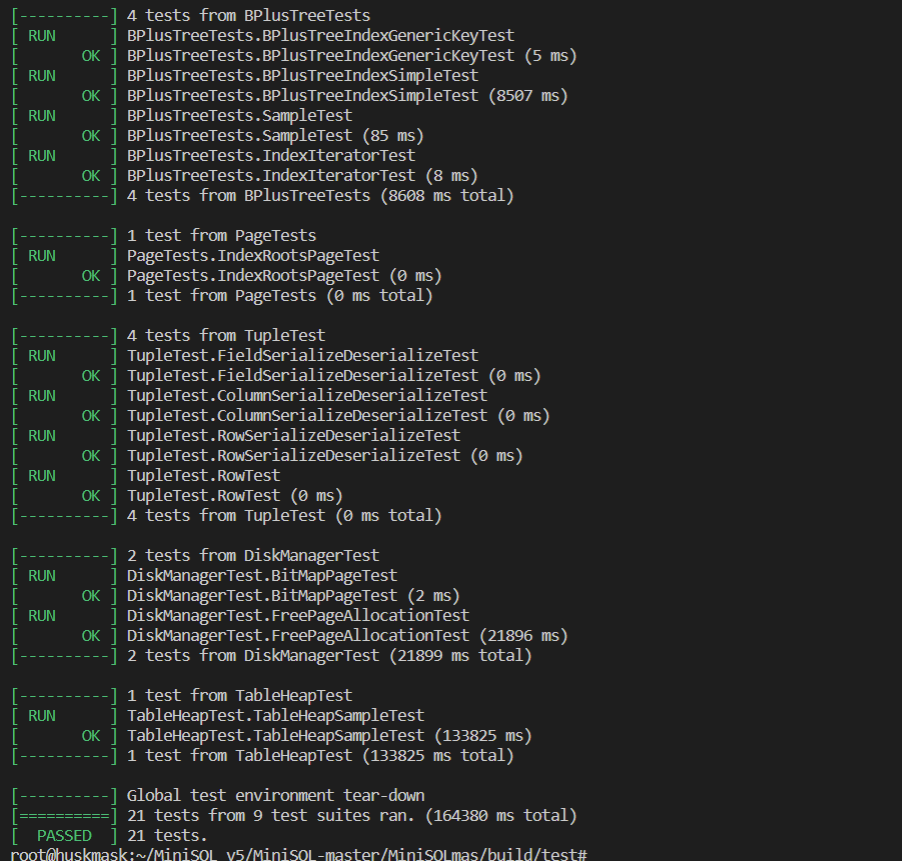 [----------] 4 tests from BPlusTreeTests
[ RUN      ] BPlusTreeTests.BPlusTreeIndexGenericKeyTest
[       OK ] BPlusTreeTests.BPlusTreeIndexGenericKeyTest (5 ms)
[ RUN      ] BPlusTreeTests.BPlusTreeIndexSimpleTest
[       OK ] BPlusTreeTests.BPlusTreeIndexSimpleTest (8507 ms)
[ RUN      ] BPlusTreeTests.SampleTest
[       OK ] BPlusTreeTests.SampleTest (85 ms)
[ RUN      ] BPlusTreeTests.IndexIteratorTest
[       OK ] BPlusTreeTests.IndexIteratorTest (8 ms)
[----------] 4 tests from BPlusTreeTests (8608 ms total)
[----------] 1 test from PageTests
[ RUN      ] PageTests.IndexRootsPageTest
[       OK ] PageTests.IndexRootsPageTest (0 ms)
[----------] 1 test from PageTests (0 ms total)
[----------] 4 tests from TupleTest
[ RUN      ] TupleTest.FieldSerializeDeserializeTest
[       OK ] TupleTest.FieldSerializeDeserializeTest (0 ms)
[ RUN      ] TupleTest.ColumnSerializeDeserializeTest
[       OK ] TupleTest.ColumnSerializeDeserializeTest (0 ms)
[ RUN      ] TupleTest.RowSerializeDeserializeTest
[       OK ] TupleTest.RowSerializeDeserializeTest (0 ms)
[ RUN      ] TupleTest.RowTest
[       OK ] TupleTest.RowTest (0 ms)
[----------] 4 tests from TupleTest (0 ms total)
[----------] 2 tests from DiskManagerTest
[ RUN      ] DiskManagerTest.BitMapPageTest
[       OK ] DiskManagerTest.BitMapPageTest (2 ms)
[ RUN      ] DiskManagerTest.FreePageAllocationTest
[       OK ] DiskManagerTest.FreePageAllocationTest (21896 ms)
[----------] 2 tests from DiskManagerTest (21899 ms total)
[----------] 1 test from TableHeapTest
[ RUN      ] TableHeapTest.TableHeapSampleTest
[       OK ] TableHeapTest.TableHeapSampleTest (133825 ms)
[----------] 1 test from TableHeapTest (133825 ms total)
[----------] Global test environment tear-down
[==========] 21 tests from 9 test suites ran. (164380 ms total)
[  PASSED  ] 21 tests.
root@huskmask:~/MiniSQL_v5/MiniSQL-master/MiniSQLmas/build/test#